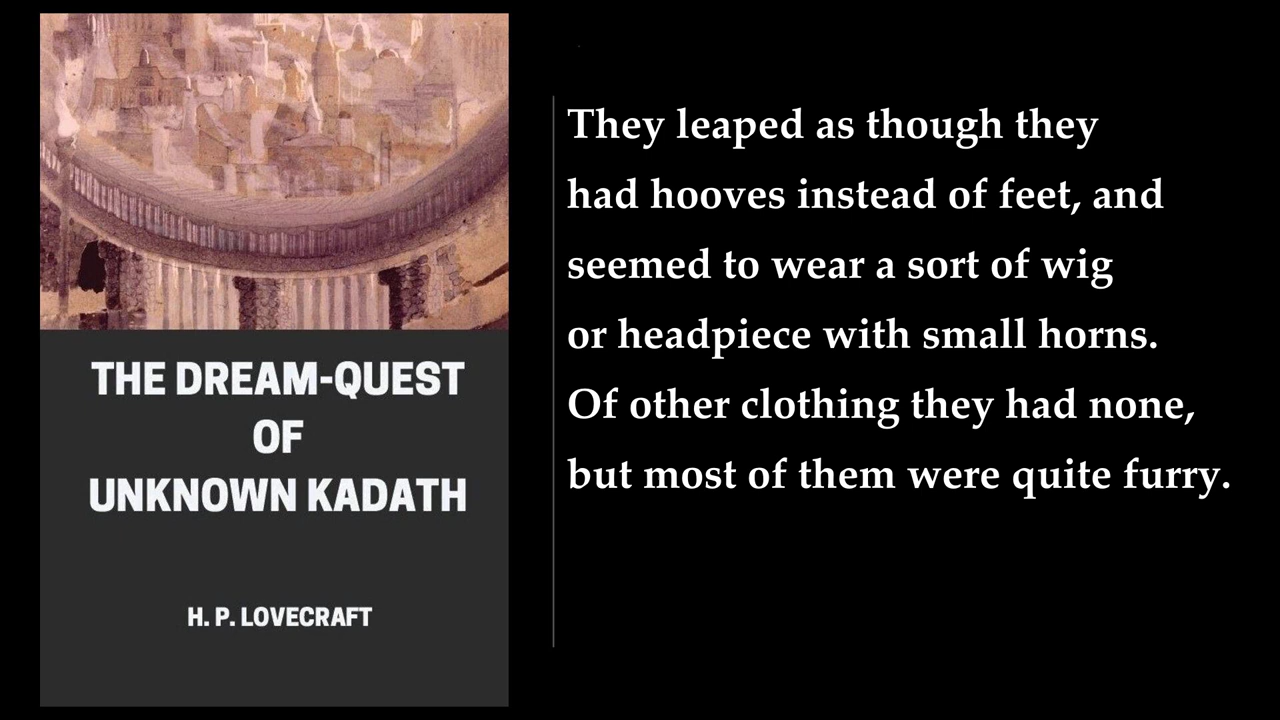 THE DREAM-QUEST
OF
UNKNOWN KADATH
H. P. LOVECRAFT
They leaped as though they
had hooves instead of feet, and
seemed to wear a sort of wig
or headpiece with small horns.
Of other clothing they had none,
but most of them were quite furry.